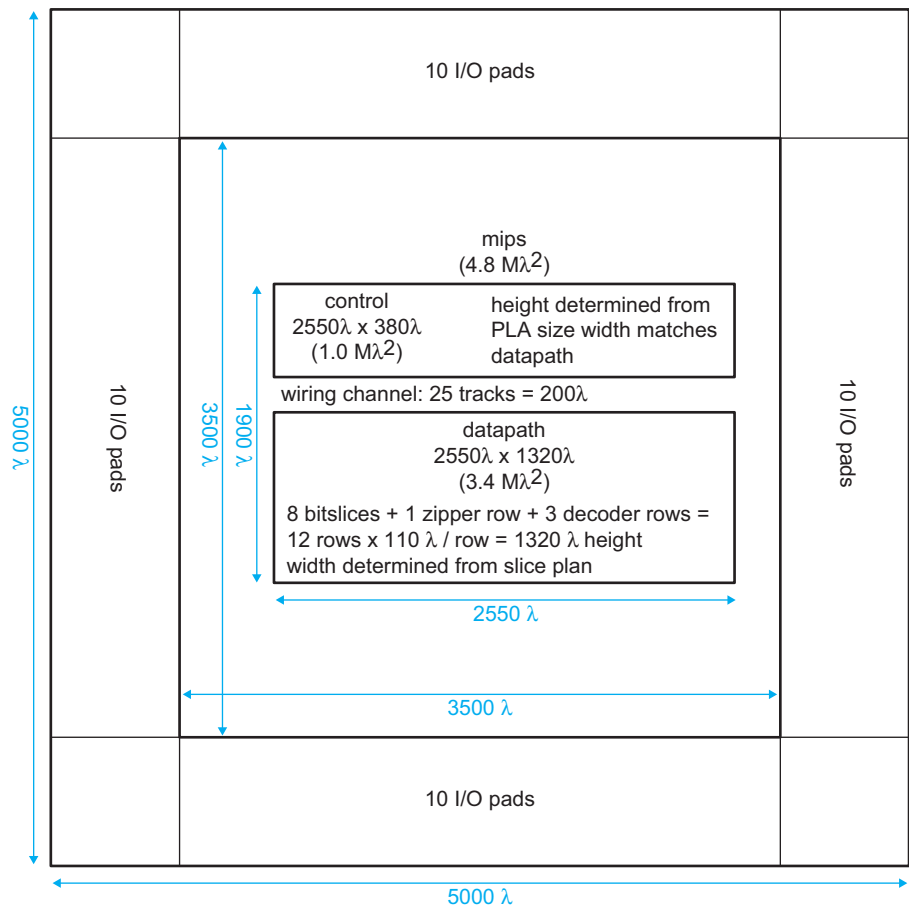 10 I/O pads
mips
(4.8 Mλ²)
control
2550λ x 380λ
(1.0 Mλ²)
height determined from
PLA size width matches
datapath
wiring channel: 25 tracks = 200λ
datapath
2550λ x 1320λ
(3.4 Mλ²)
8 bitslices + 1 zipper row + 3 decoder rows =
12 rows x 110 λ / row = 1320 λ height
width determined from slice plan
2550 λ
5000 λ
10 I/O pads
3500 λ
1900 λ
10 I/O pads
3500 λ
10 I/O pads
5000 λ